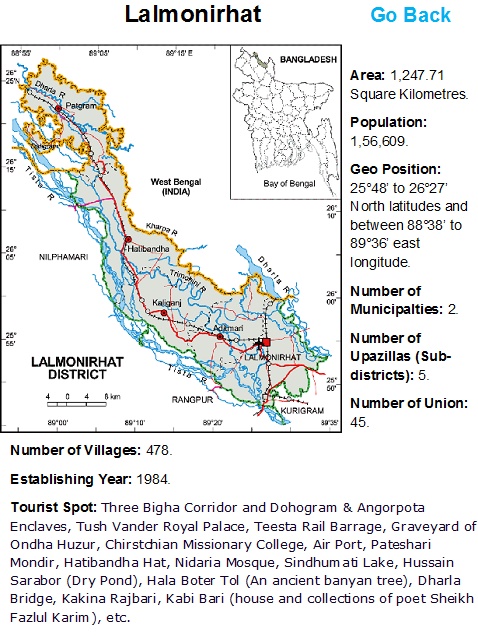 Lalmonirhat
Go Back
88°55'
89°05'
89°15' E
26°
25'N
Dharla R
Patgram
BANGLADESH
Bay of Bengal
26°
15'
Tista R
West Bengal
(INDIA)
26°
10'
Kharpa R
Hatibandha
NILPHAMARI
26°
05'
Trimohini R
Dharla R
26°
00'
Kaliganj
Aditmari
25°
55'
LALMONIRHAT
LALMONIRHAT
DISTRICT
Tista R
25°
50'
4 0 4 8 km
RANGPUR
KURIGRAM
89°00'
89°10'
89°20'
89°35'
Area: 1,247.71
Square Kilometres.
Population:
1,56,609.
Geo Position:
25°48' to 26°27'
North latitudes and
between 88°38' to
89°36' east
longitude.
Number of
Municipalties: 2.
Number of
Upazillas (Sub-
districts): 5.
Number of Union:
45.
Number of Villages: 478.
Establishing Year: 1984.
Tourist Spot: Three Bigha Corridor and Dohogram & Angorpota
Enclaves, Tush Vander Royal Palace, Teesta Rail Barrage, Graveyard of
Ondha Huzur, Chirstchian Missionary College, Air Port, Pateshari
Mondir, Hatibandha Hat, Nidaria Mosque, Sindhumati Lake, Hussain
Sarabor (Dry Pond), Hala Boter Tol (An ancient banyan tree), Dharla
Bridge, Kakina Rajbari, Kabi Bari (house and collections of poet Sheikh
Fazlul Karim), etc.